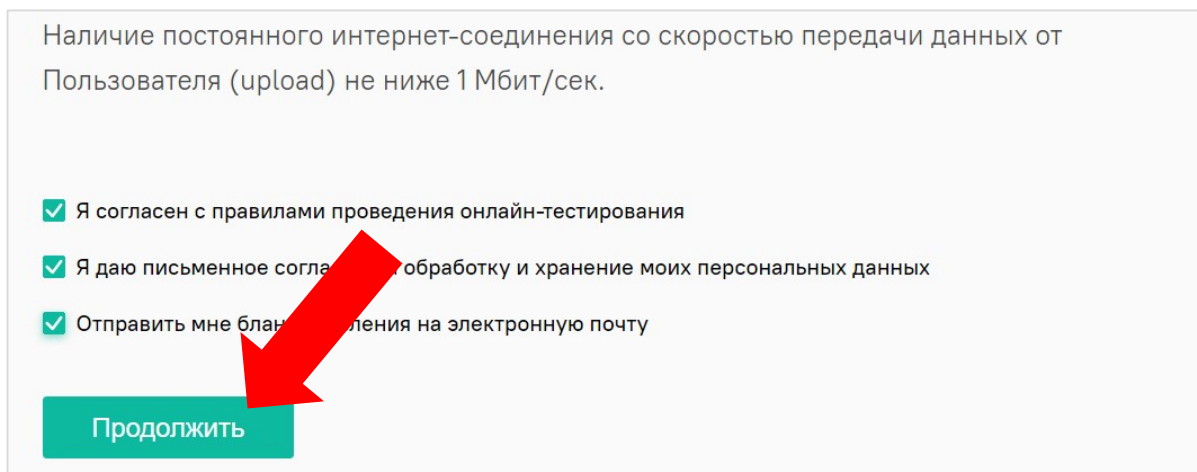 Наличие постоянного интернет-соединения со скоростью передачи данных от
Пользователя (upload) не ниже 1 Мбит/сек.
Я согласен с правилами проведения онлайн-тестирования
Я даю письменное обработку и хранение моих персональных данных
Отправить мне на электронную почту
Продолжить